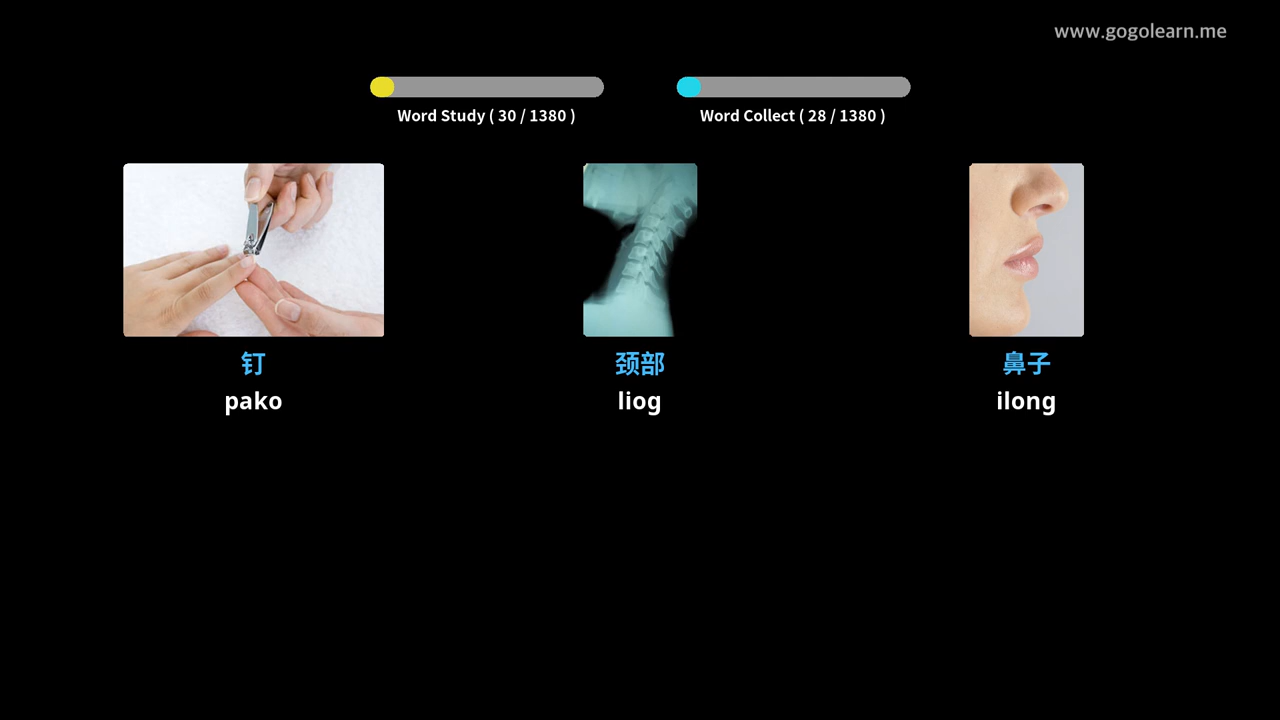 www.gogolearn.me
Word Study ( 30 / 1380 )
Word Collect ( 28 / 1380 )
钉
颈部
鼻子
pako
liog
ilong